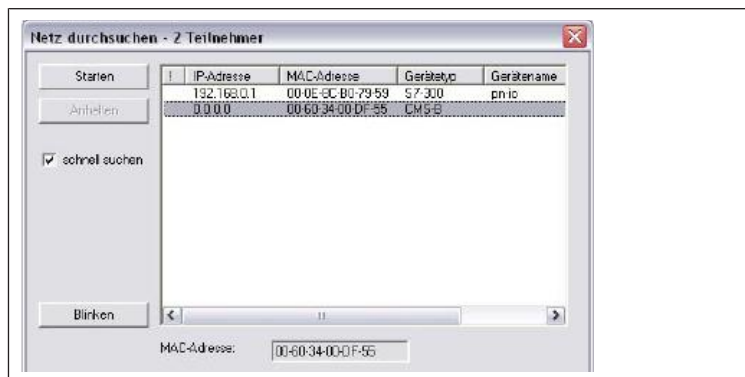 Netz durchsuchen - 2 Teilnehmer
Starten
! IP-Adresse MAC-Adresse Gerätetyp Gerätename
192.168.0.1 00-0E-8C-B0-79-59 S7-300 pn-io
Anhalten
0.0.0.0 00-60-34-00-DF-55 CMS-B
schnell suchen
Blinken
MAC-Adresse: 00-60-34-00-DF-55